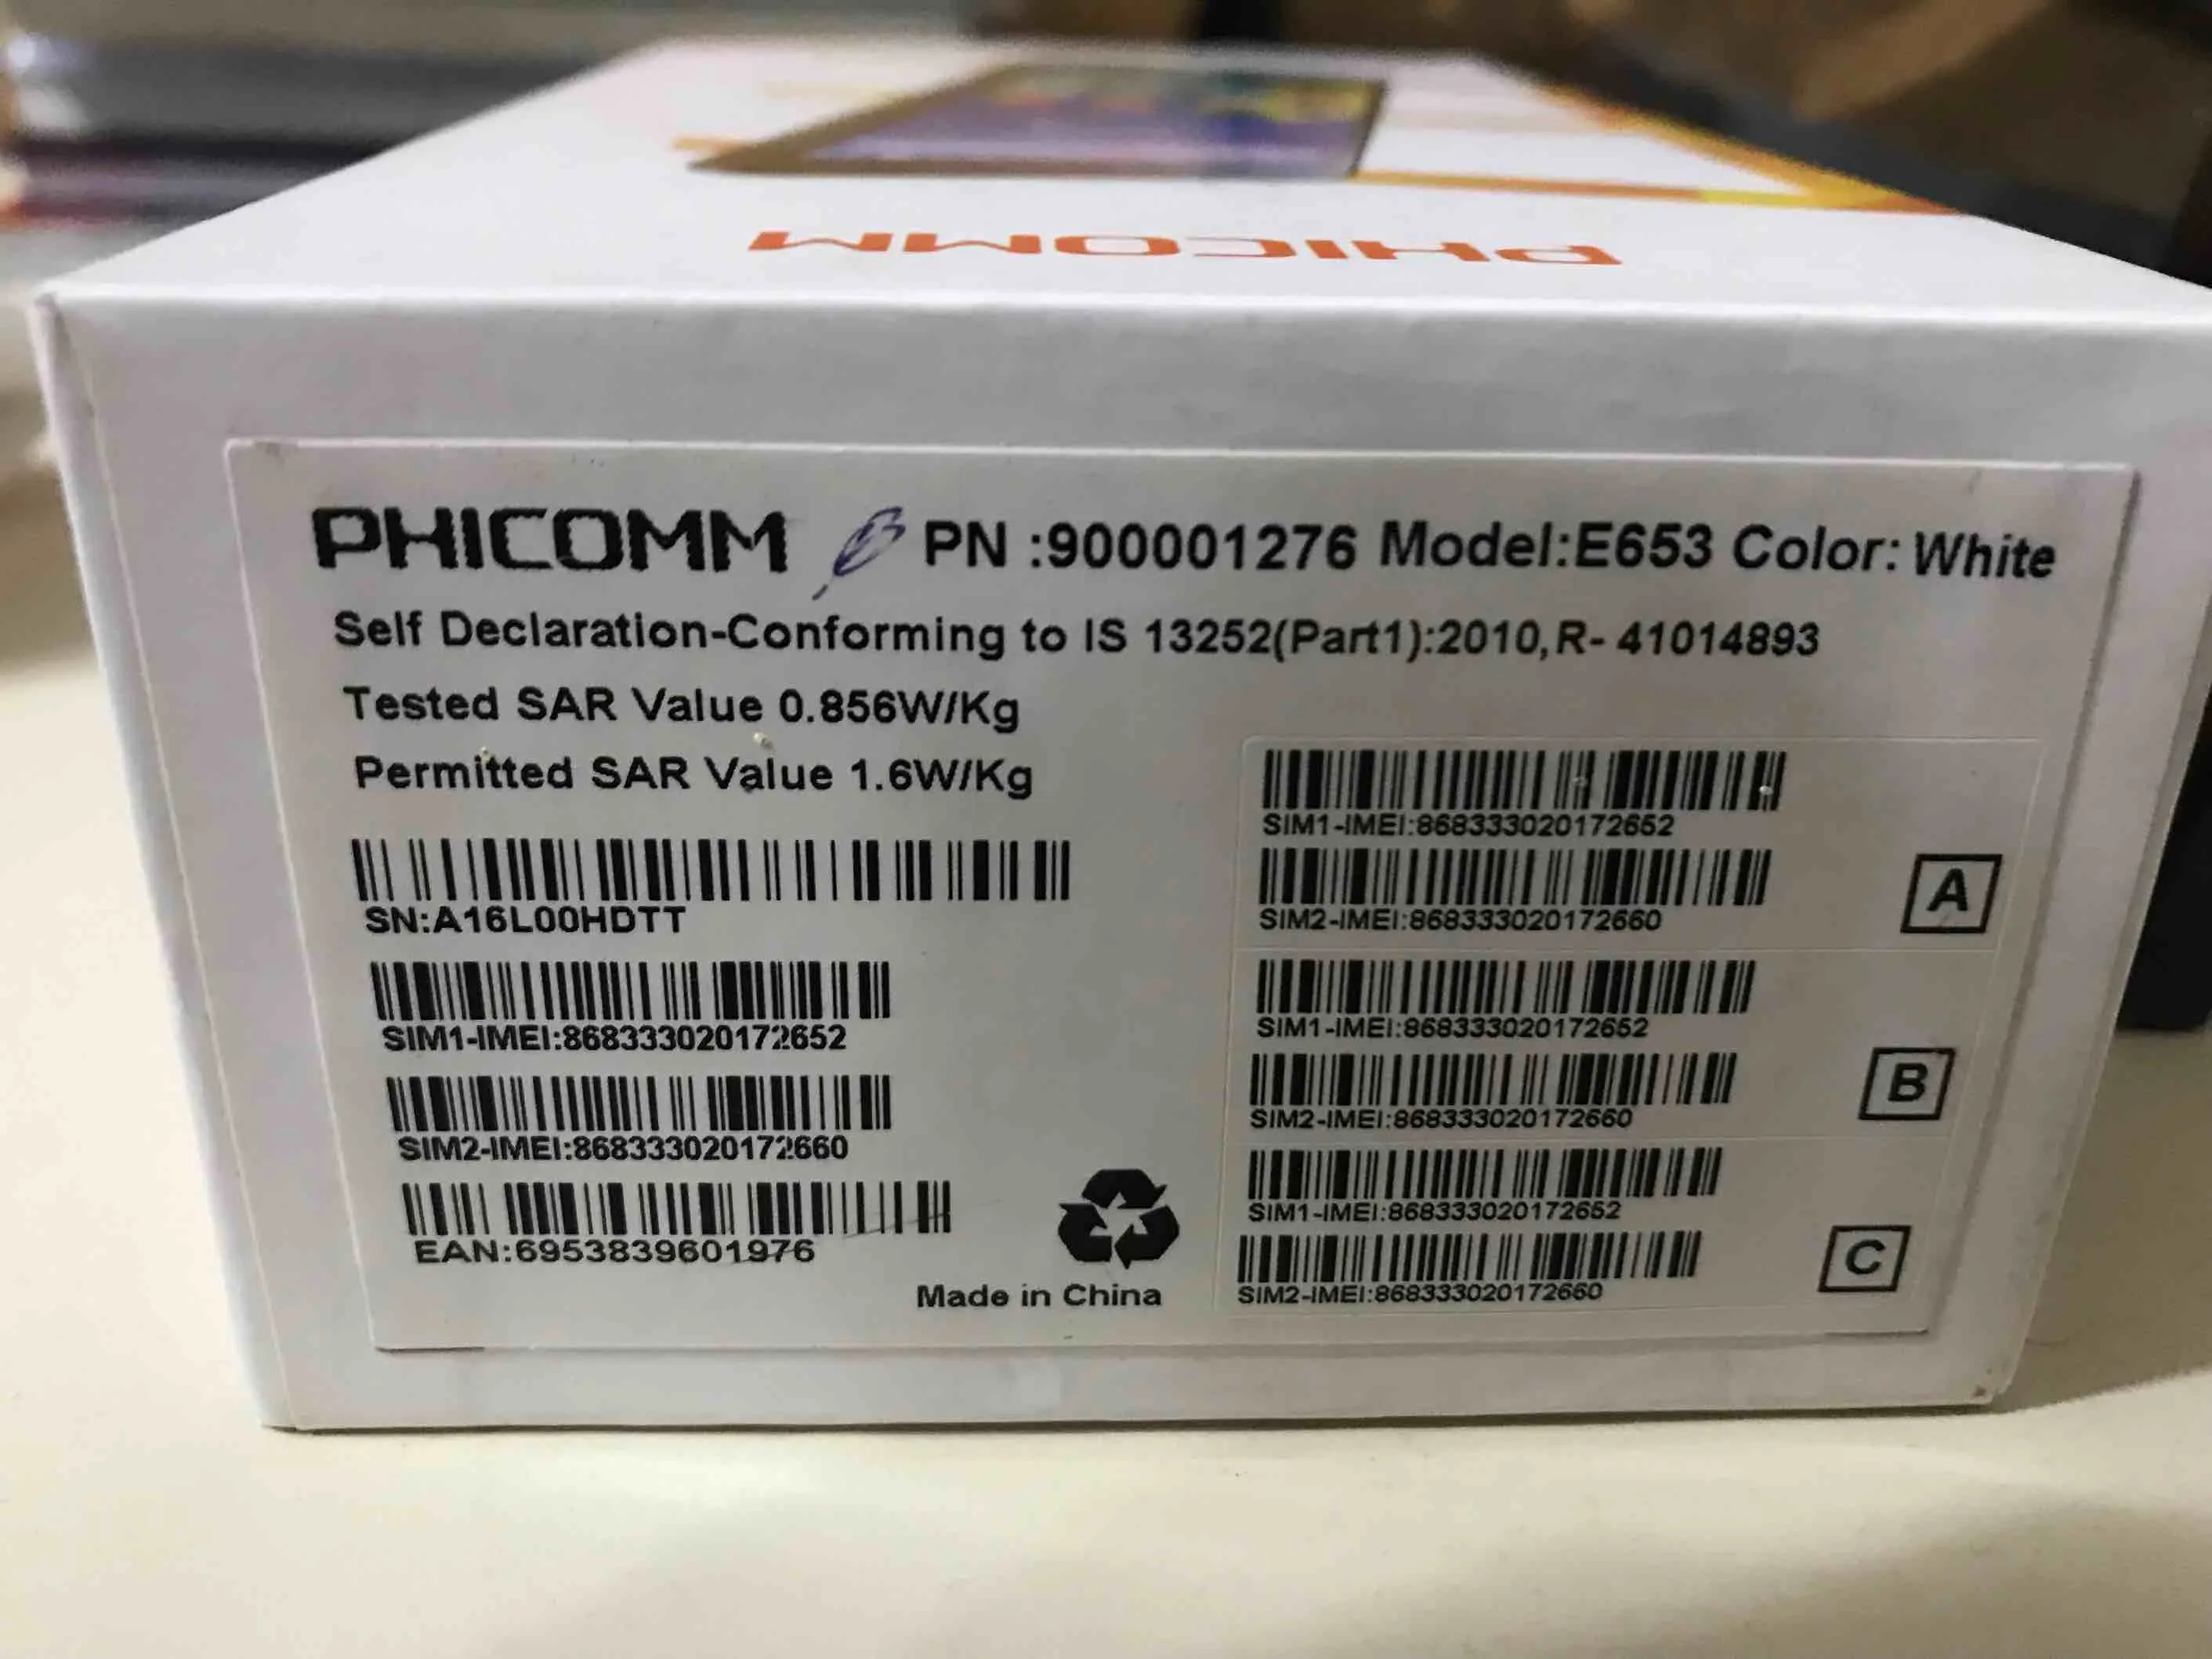 PHICOMM
PHICOMM PN :900001276 Model:E653 Color: White
Self Declaration-Conforming to IS 13252(Part1):2010,R- 41014893
Tested SAR Value 0.856W/Kg
Permitted SAR Value 1.6W/Kg
SN:A16L00HDTT
SIM1-IMEI:868333020172652
SIM2-IMEI:868333020172660
EAN:6953839601976
Made in China
SIM1-IMEI:868333020172652
SIM2-IMEI:868333020172660
A
SIM1-IMEI:868333020172652
SIM2-IMEI:868333020172660
B
SIM1-IMEI:868333020172652
SIM2-IMEI:868333020172660
C